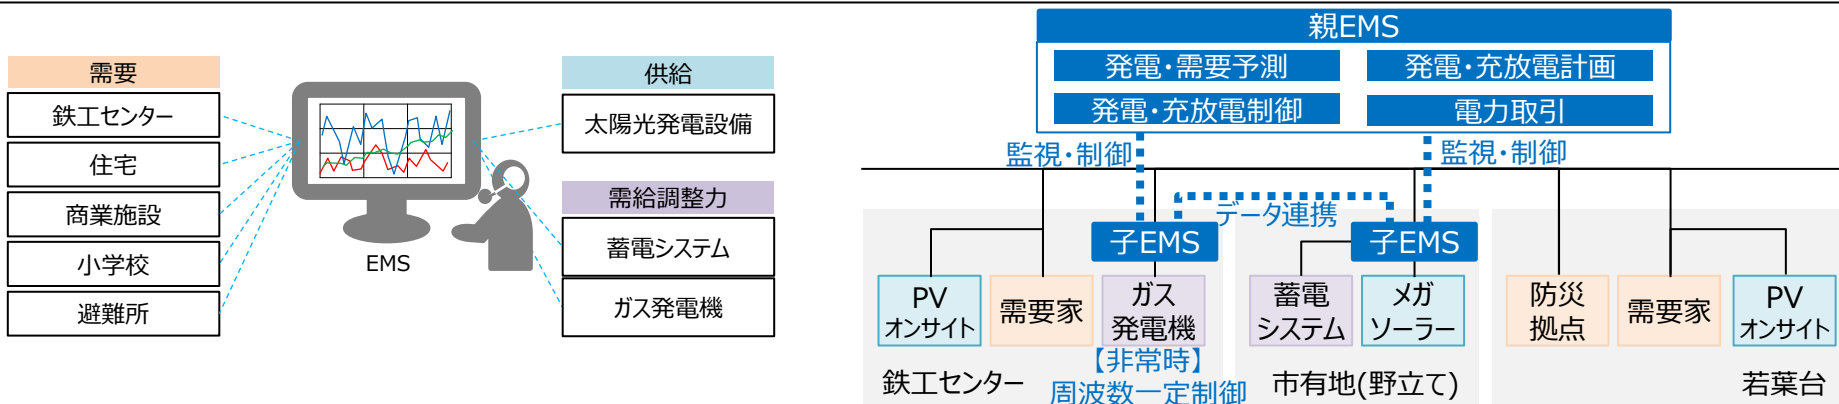 需要
鉄工センター
住宅
商業施設
小学校
避難所
EMS
供給
太陽光発電設備
需給調整力
蓄電システム
ガス発電機
親EMS
発電・需要予測
発電・充放電計画
発電・充放電制御
電力取引
監視・制御
監視・制御
データ連携
子EMS
子EMS
PV
オンサイト
需要家
ガス
発電機
蓄電
システム
メガ
ソーラー
防災
拠点
需要家
PV
オンサイト
【非常時】
周波数一定制御
鉄工センター
市有地(野立て)
若葉台